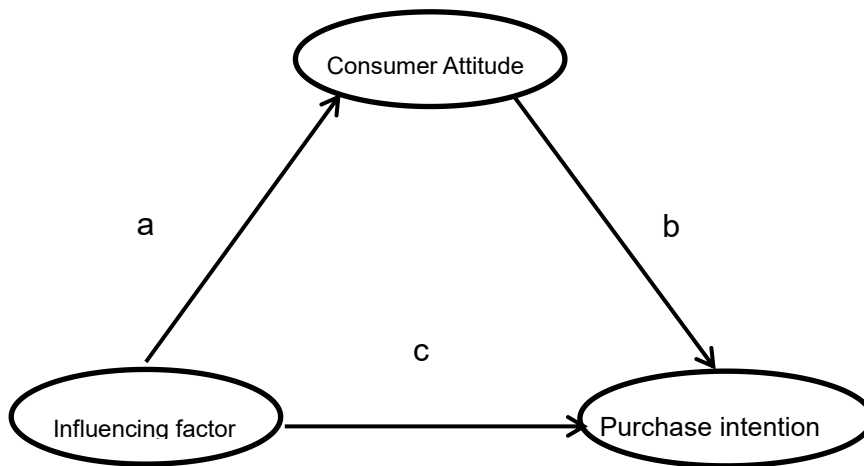 Consumer Attitude
a
b
c
Influencing factor
Purchase intention